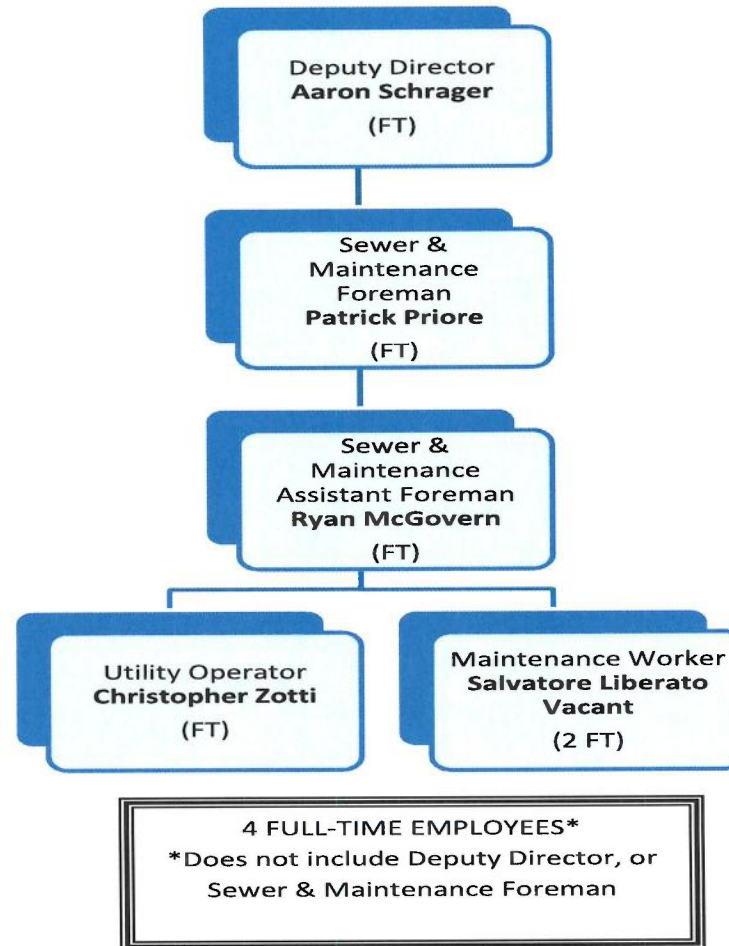 Deputy Director
Aaron Schrager
(FT)
Sewer &
Maintenance
Foreman
Patrick Priore
(FT)
Sewer &
Maintenance
Assistant Foreman
Ryan McGovern
(FT)
Utility Operator
Christopher Zotti
(FT)
Maintenance Worker
Salvatore Liberato
Vacant
(2 FT)
4 FULL-TIME EMPLOYEES*
*Does not include Deputy Director, or
Sewer & Maintenance Foreman